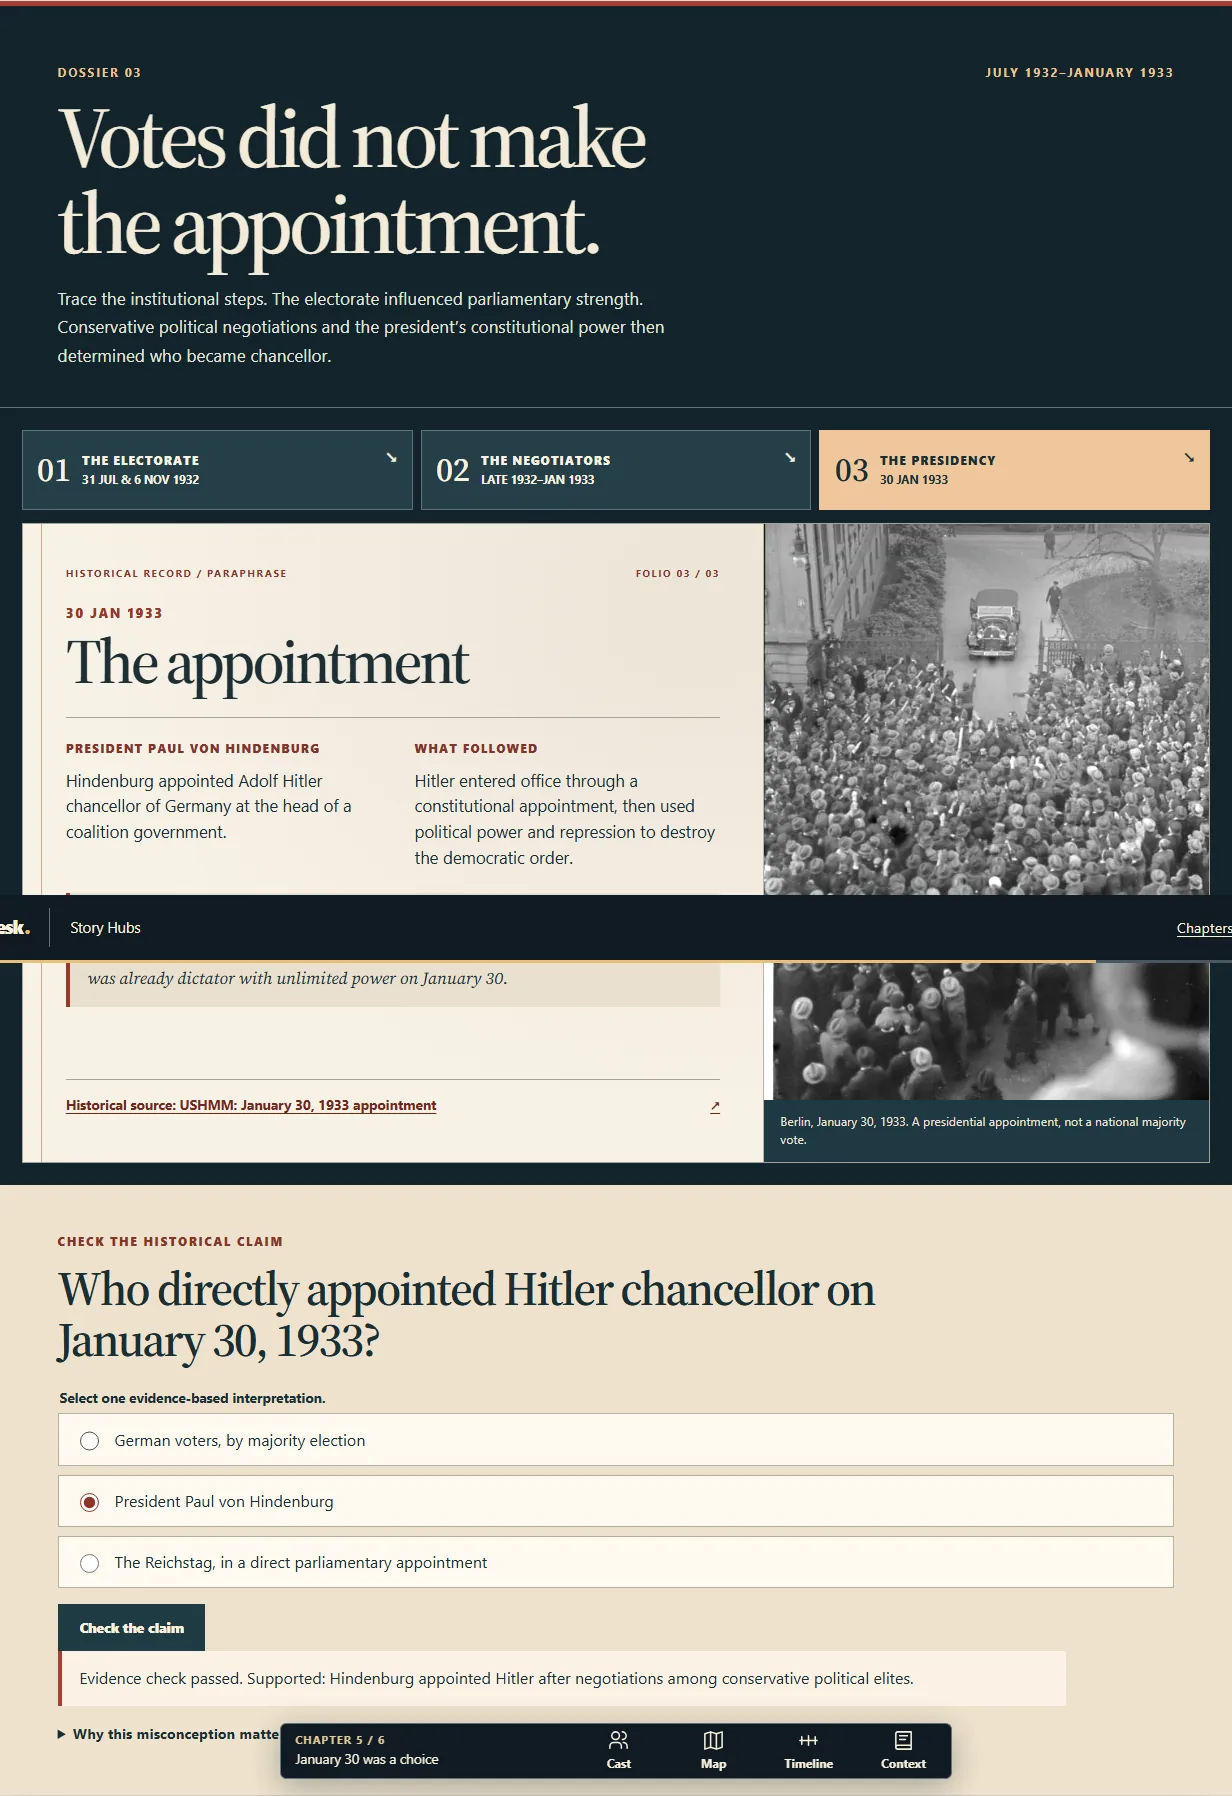 DOSSIER 03
JULY 1932–JANUARY 1933
Votes did not make
the appointment.
Trace the institutional steps. The electorate influenced parliamentary strength.
Conservative political negotiations and the president's constitutional power then
determined who became chancellor.
01 THE ELECTORATE ↘
31 JUL & 6 NOV 1932
02 THE NEGOTIATORS ↘
LATE 1932–JAN 1933
03 THE PRESIDENCY ↘
30 JAN 1933
HISTORICAL RECORD / PARAPHRASE
FOLIO 03 / 03
30 JAN 1933
The appointment
PRESIDENT PAUL VON HINDENBURG
Hindenburg appointed Adolf Hitler
chancellor of Germany at the head of a
coalition government.
WHAT FOLLOWED
Hitler entered office through a
constitutional appointment, then used
political power and repression to destroy
the democratic order.
esk.
Story Hubs
Chapters
was already dictator with unlimited power on January 30.
Historical source: USHMM: January 30, 1933 appointment ↗
Berlin, January 30, 1933. A presidential appointment, not a national majority
vote.
CHECK THE HISTORICAL CLAIM
Who directly appointed Hitler chancellor on
January 30, 1933?
Select one evidence-based interpretation.
German voters, by majority election
President Paul von Hindenburg
The Reichstag, in a direct parliamentary appointment
Check the claim
Evidence check passed. Supported: Hindenburg appointed Hitler after negotiations among conservative political elites.
Why this misconception matte
CHAPTER 5 / 6
January 30 was a choice
Cast
Map
Timeline
Context